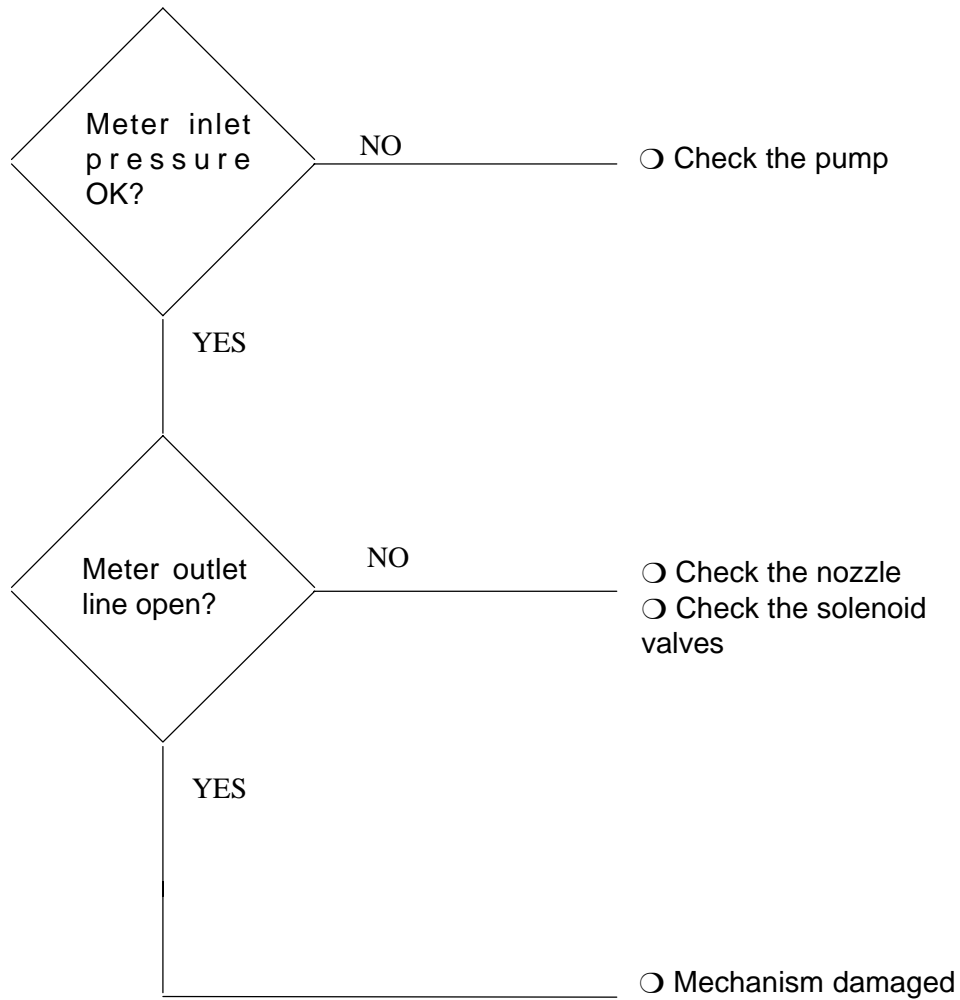 Meter inlet
pressure
OK?
NO
❍ Check the pump
YES
Meter outlet
line open?
NO
❍ Check the nozzle
❍ Check the solenoid
valves
YES
❍ Mechanism damaged